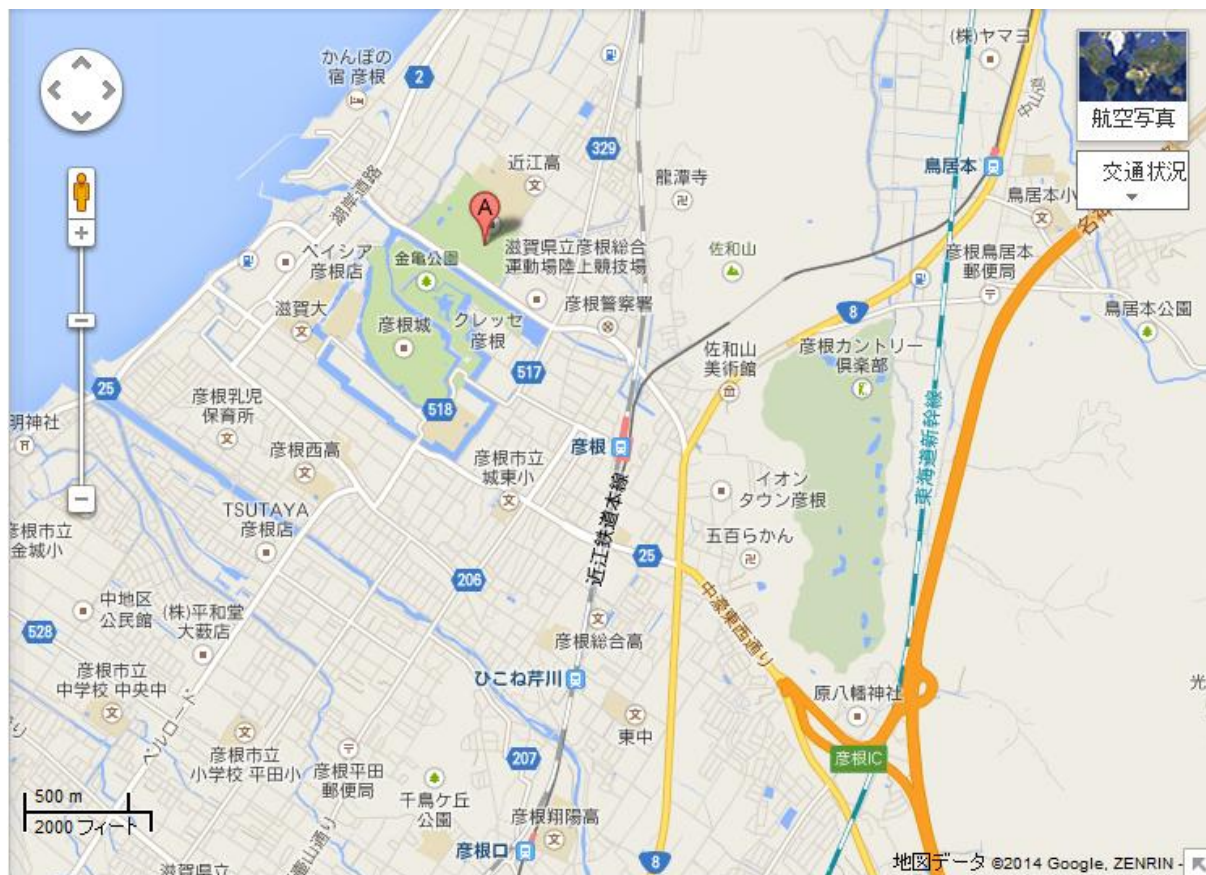 (株)ヤマヨ
かんぽの
宿 彦根
2
中山道
航空写真
329
近江高
鳥居本
交通状況
龍潭寺
湖岸道路
鳥居本小
A
ベイシア
彦根店
金亀公園
滋賀県立彦根総合
運動場陸上競技場
佐和山
彦根鳥居本
郵便局
滋賀大
彦根警察署
8
鳥居本公園
彦根城
クレッセ
彦根
佐和山
美術館
彦根カントリー
倶楽部
517
25
彦根乳児
保育所
518
明神社
彦根西高
彦根市立
城東小
彦根
東海道新幹線
イオン
タウン彦根
TSUTAYA
彦根店
彦根市立
金城小
近江鉄道本線
五百らかん
25
206
中地区
公民館
(株)平和堂
大薮店
中濠東西通り
528
彦根総合高
彦根市立
中学校 中央中
ひこね芹川
原八幡神社
光
ベルロード
東中
彦根市立
小学校 平田小
彦根平田
郵便局
207
彦根IC
500 m
2000 フィート
千鳥ケ丘
公園
彦根翔陽高
彦根口
8
滋賀県立
地図データ ©2014 Google, ZENRIN -